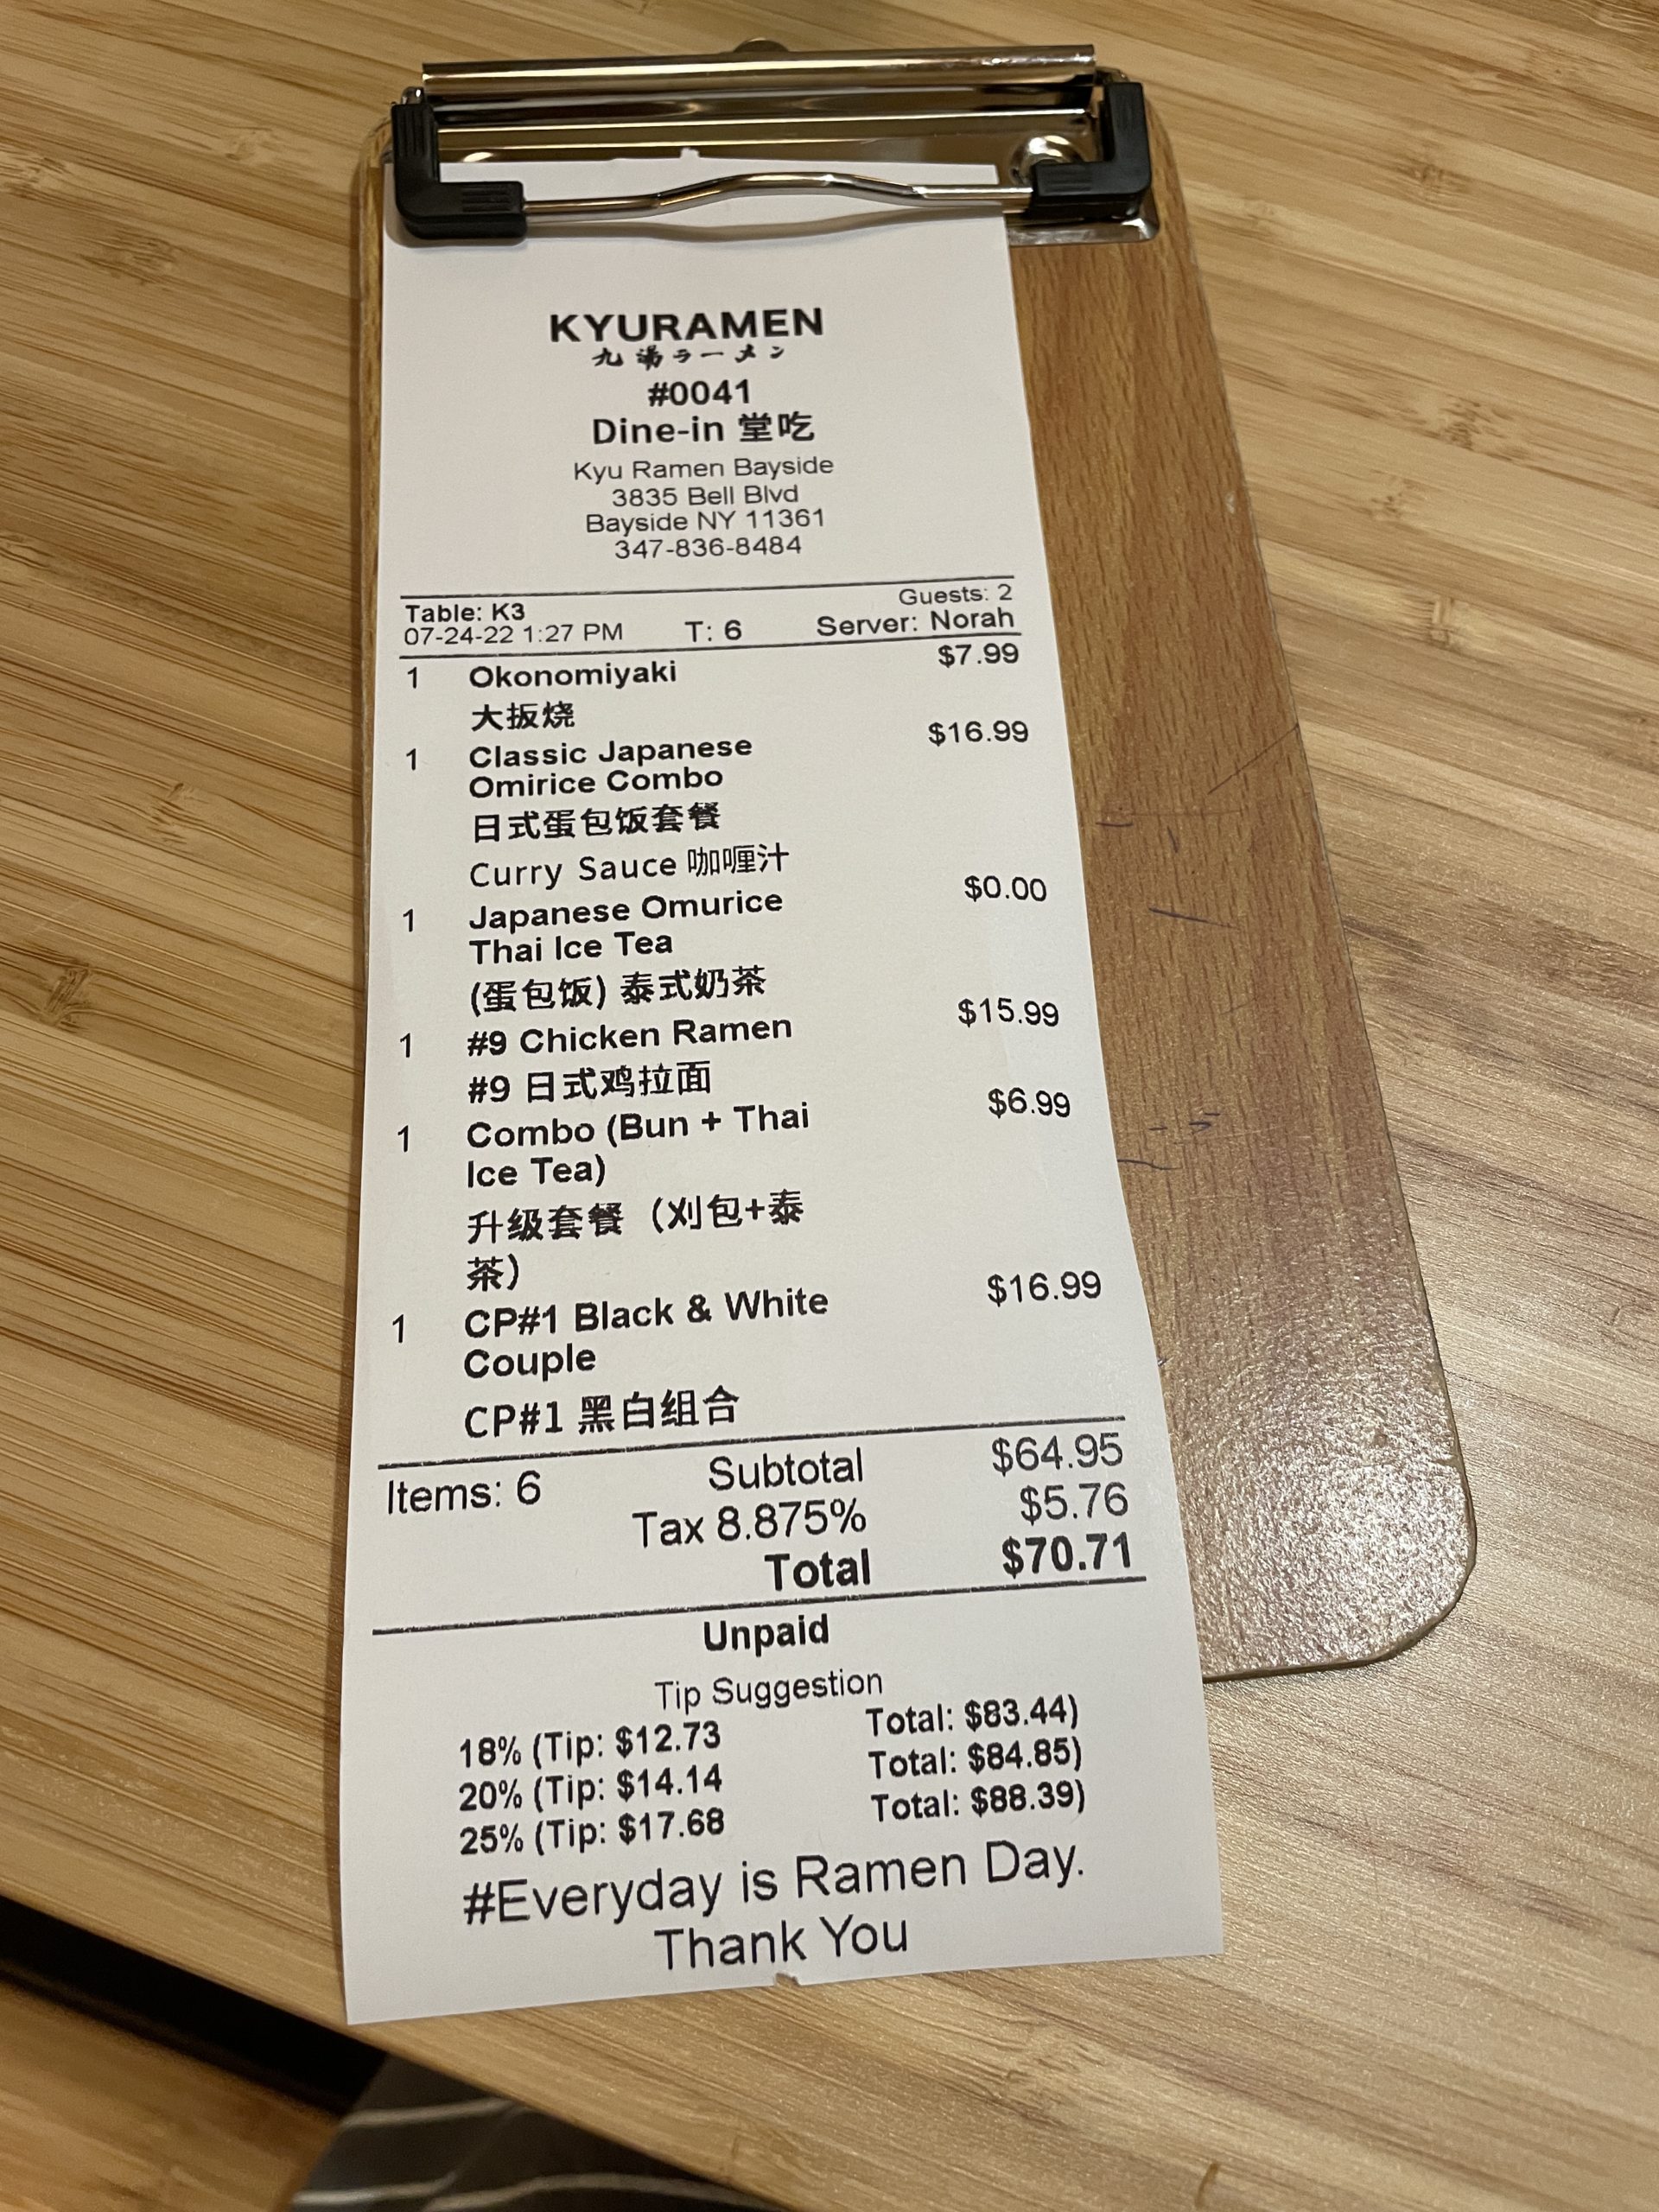 KYURAMEN
九湯ラーメン
#0041
Dine-in 堂吃
Kyu Ramen Bayside
3835 Bell Blvd
Bayside NY 11361
347-836-8484
Table: K3 Guests: 2
07-24-22 1:27 PM T: 6 Server: Norah
1 Okonomiyaki $7.99
大扳烧
1 Classic Japanese $16.99
Omirice Combo
日式蛋包饭套餐
Curry Sauce 咖喱汁
1 Japanese Omurice $0.00
Thai Ice Tea
(蛋包饭) 泰式奶茶
1 #9 Chicken Ramen $15.99
#9 日式鸡拉面
1 Combo (Bun + Thai $6.99
Ice Tea)
升级套餐（刈包+泰
茶）
1 CP#1 Black & White $16.99
Couple
CP#1 黑白组合
Items: 6 Subtotal $64.95
Tax 8.875% $5.76
Total $70.71
Unpaid
Tip Suggestion
18% (Tip: $12.73 Total: $83.44)
20% (Tip: $14.14 Total: $84.85)
25% (Tip: $17.68 Total: $88.39)
#Everyday is Ramen Day.
Thank You